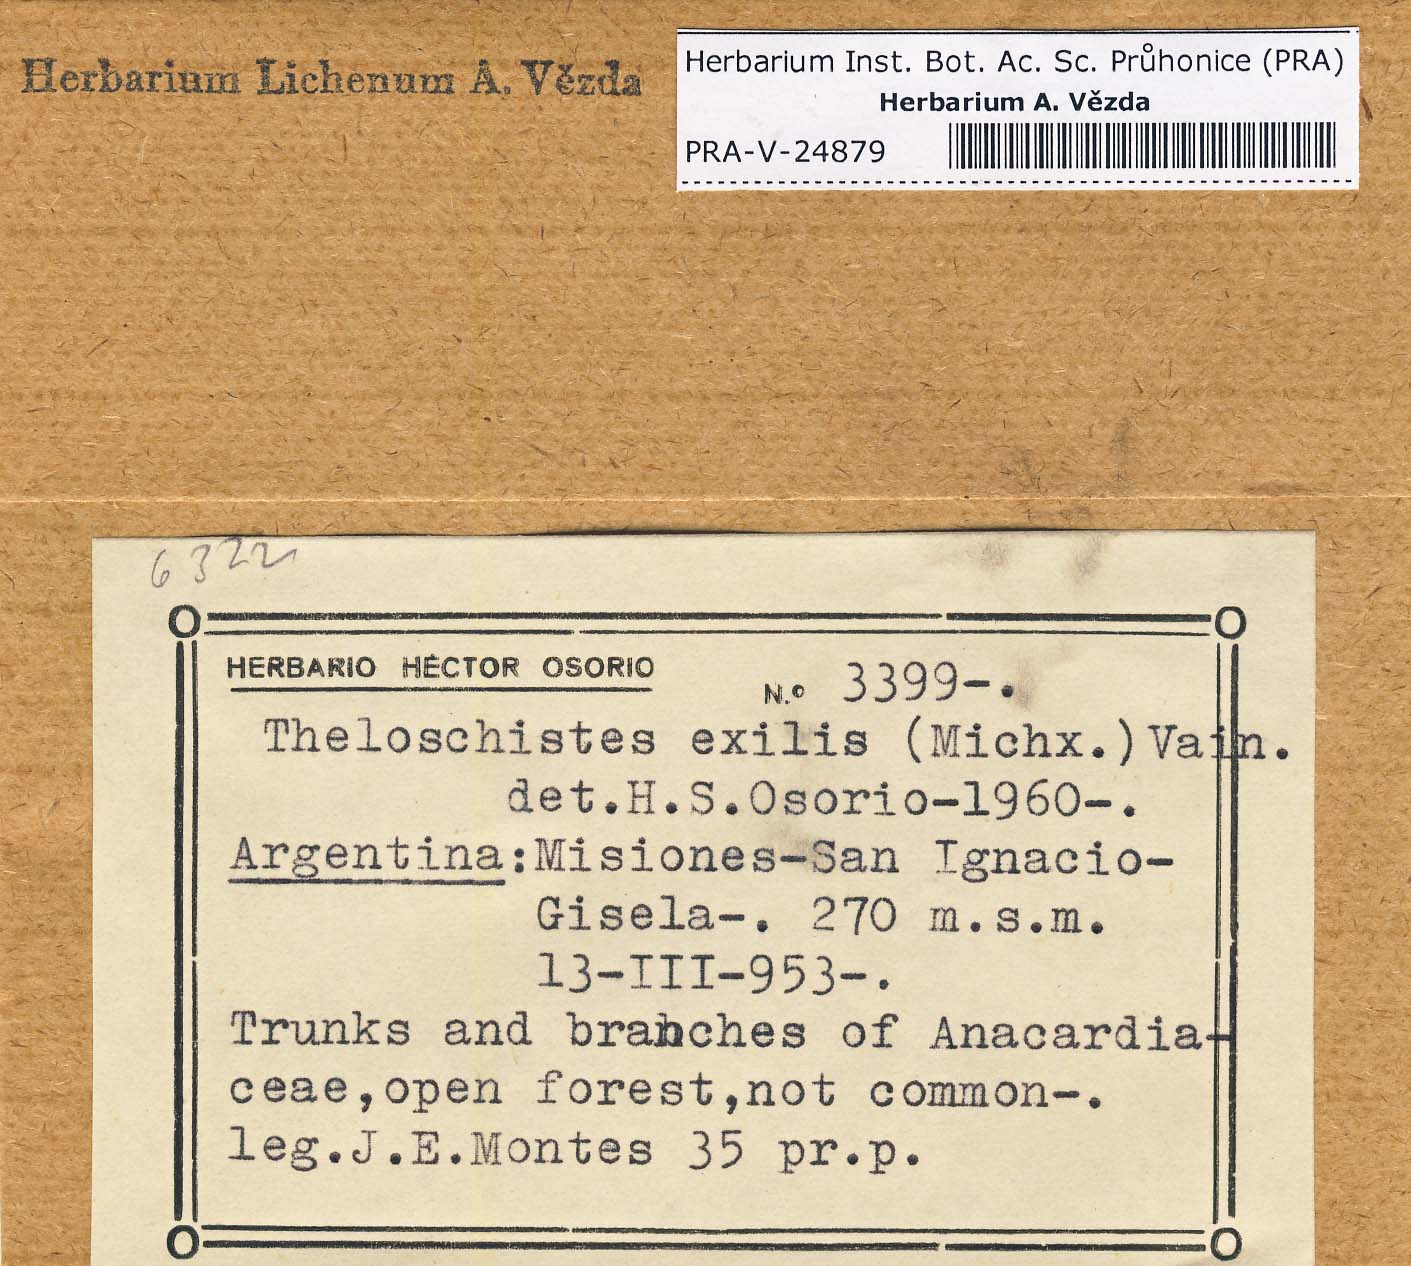 Herbarium Lichenum A. Vězda
Herbarium Inst. Bot. Ac. Sc. Průhonice (PRA)
Herbarium A. Vězda
PRA-V-24879
6322
HERBARIO HÉCTOR OSORIO
N.º 3399-.
Theloschistes exilis (Michx.)Vain.
det.H.S.Osorio-1960-.
Argentina:Misiones-San Ignacio-
Gisela-. 270 m.s.m.
13-III-953-.
Trunks and branches of Anacardia-
ceae,open forest,not common-.
leg.J.E.Montes 35 pr.p.